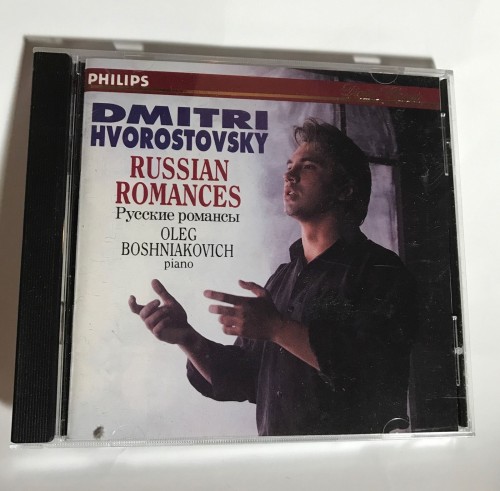 PHILIPS
DMITRI
HVOROSTOVSKY
RUSSIAN
ROMANCES
Русские романсы
OLEG
BOSHNIAKOVICH
piano